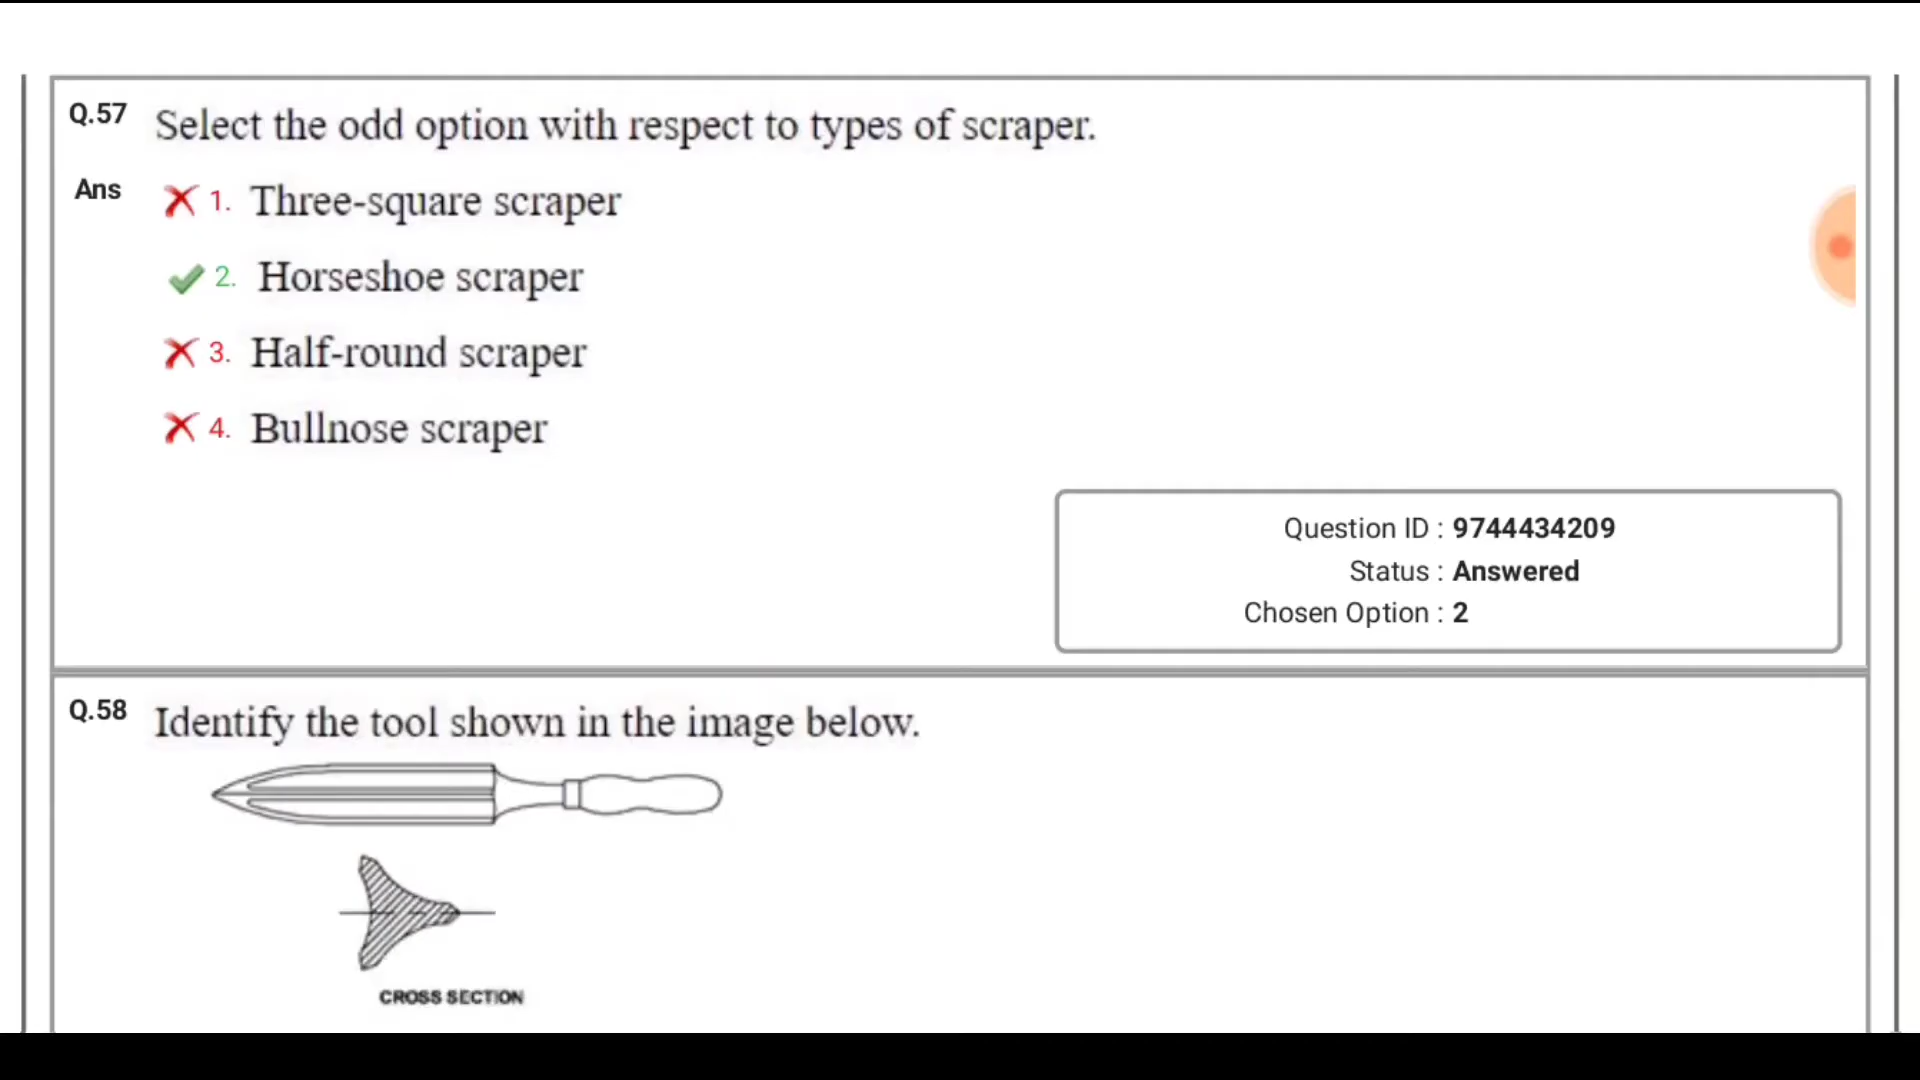 Q.57 Select the odd option with respect to types of scraper.
Ans 1. Three-square scraper
2. Horseshoe scraper
3. Half-round scraper
4. Bullnose scraper
Question ID : 9744434209
Status : Answered
Chosen Option : 2
Q.58 Identify the tool shown in the image below.
CROSS SECTION